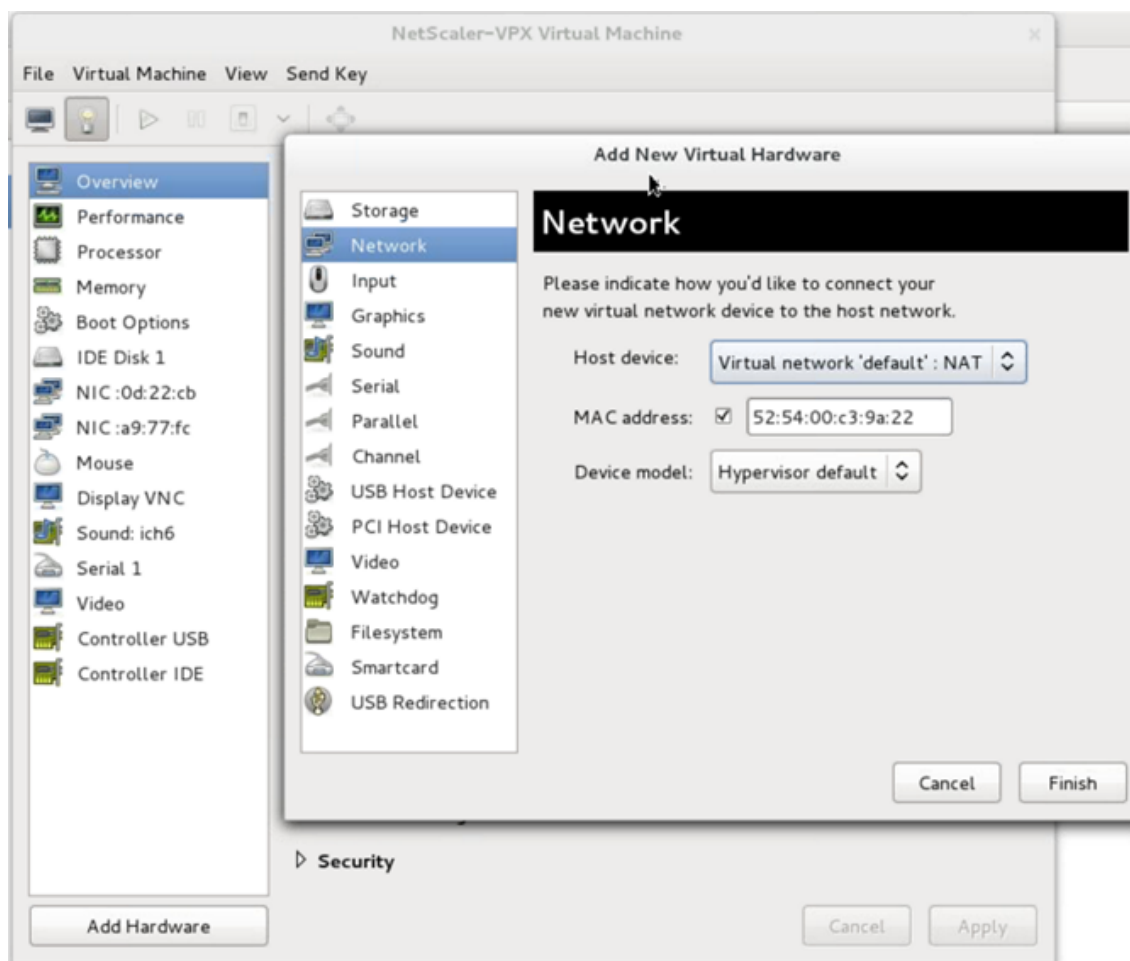 NetScaler-VPX Virtual Machine
File Virtual Machine View Send Key
Overview
Performance
Processor
Memory
Boot Options
IDE Disk 1
NIC :0d:22:cb
NIC :a9:77:fc
Mouse
Display VNC
Sound: ich6
Serial 1
Video
Controller USB
Controller IDE
Add Hardware
Add New Virtual Hardware
Storage
Network
Input
Graphics
Sound
Serial
Parallel
Channel
USB Host Device
PCI Host Device
Video
Watchdog
Filesystem
Smartcard
USB Redirection
Network
Please indicate how you'd like to connect your
new virtual network device to the host network.
Host device: Virtual network 'default' : NAT
MAC address: 52:54:00:c3:9a:22
Device model: Hypervisor default
Cancel Finish
Security
Cancel Apply